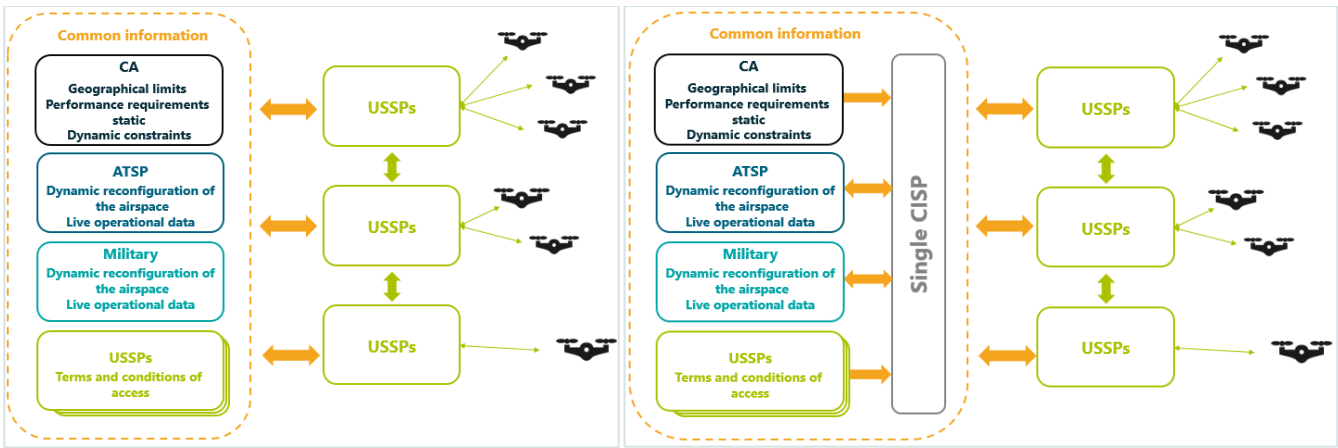 Common information
CA
Geographical limits
Performance requirements
static
Dynamic constraints
ATSP
Dynamic reconfiguration of
the airspace
Live operational data
Military
Dynamic reconfiguration of
the airspace
Live operational data
USSPs
Terms and conditions of
access
USSPs
USSPs
USSPs
Common information
CA
Geographical limits
Performance requirements
static
Dynamic constraints
ATSP
Dynamic reconfiguration of
the airspace
Live operational data
Military
Dynamic reconfiguration of
the airspace
Live operational data
USSPs
Terms and conditions of
access
Single CISP
USSPs
USSPs
USSPs